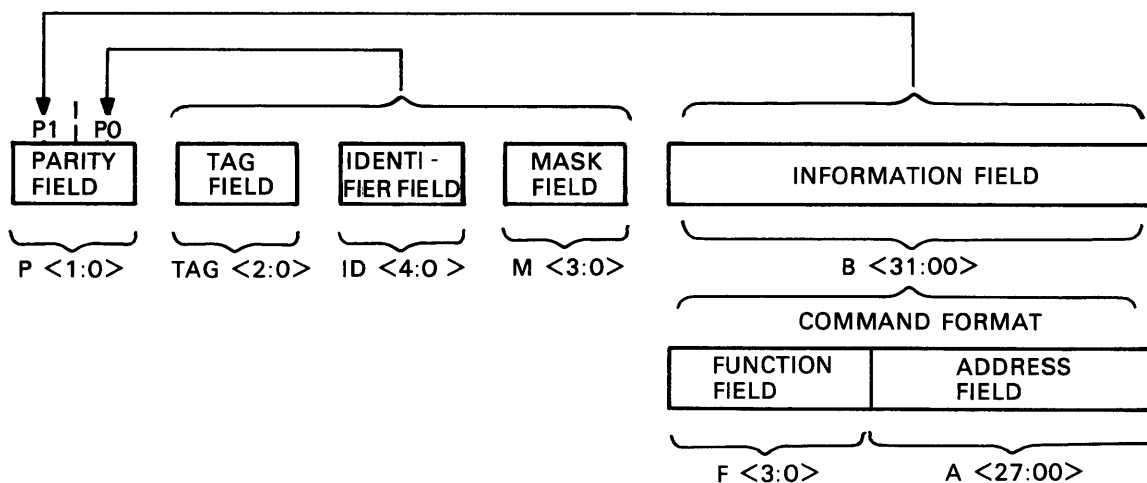 P1 | P0
PARITY FIELD
TAG FIELD
IDENTI - FIER FIELD
MASK FIELD
INFORMATION FIELD
P <1:0>
TAG <2:0>
ID <4:0 >
M <3:0>
B <31:00>
COMMAND FORMAT
FUNCTION FIELD
ADDRESS FIELD
F <3:0>
A <27:00>